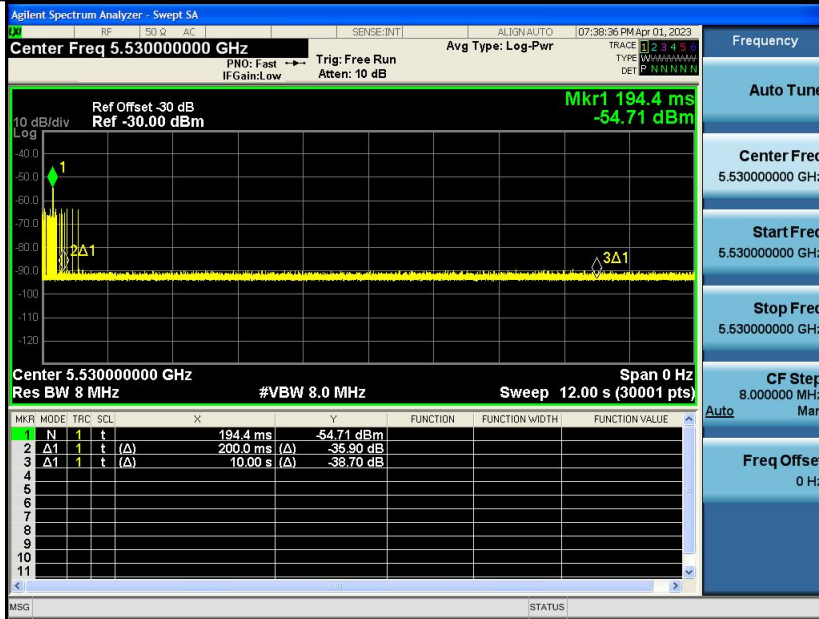 Agilent Spectrum Analyzer - Swept SA
LXI RF 50 Ω AC SENSE:INT ALIGN AUTO 07:38:36 PM Apr 01, 2023
Center Freq 5.530000000 GHz
PNO: Fast
IFGain:Low
Trig: Free Run
Atten: 10 dB
Avg Type: Log-Pwr
TRACE 1 2 3 4 5 6
TYPE W
DET P N N N N N
10 dB/div
Log
Ref Offset -30 dB
Ref -30.00 dBm
Mkr1 194.4 ms
-54.71 dBm
-40.0
-50.0
-60.0
-70.0
-80.0
-90.0
-100
-110
-120
1
2Δ1
3Δ1
Center 5.530000000 GHz Span 0 Hz
Res BW 8 MHz #VBW 8.0 MHz Sweep 12.00 s (30001 pts)
MKR MODE TRC SCL X Y FUNCTION FUNCTION WIDTH FUNCTION VALUE
1 N 1 t 194.4 ms -54.71 dBm
2 Δ1 1 t (Δ) 200.0 ms (Δ) -35.90 dB
3 Δ1 1 t (Δ) 10.00 s (Δ) -38.70 dB
4
5
6
7
8
9
10
11
MSG STATUS
Frequency
Auto Tune
Center Freq
5.530000000 GHz
Start Freq
5.530000000 GHz
Stop Freq
5.530000000 GHz
CF Step
8.000000 MHz
Auto Man
Freq Offset
0 Hz